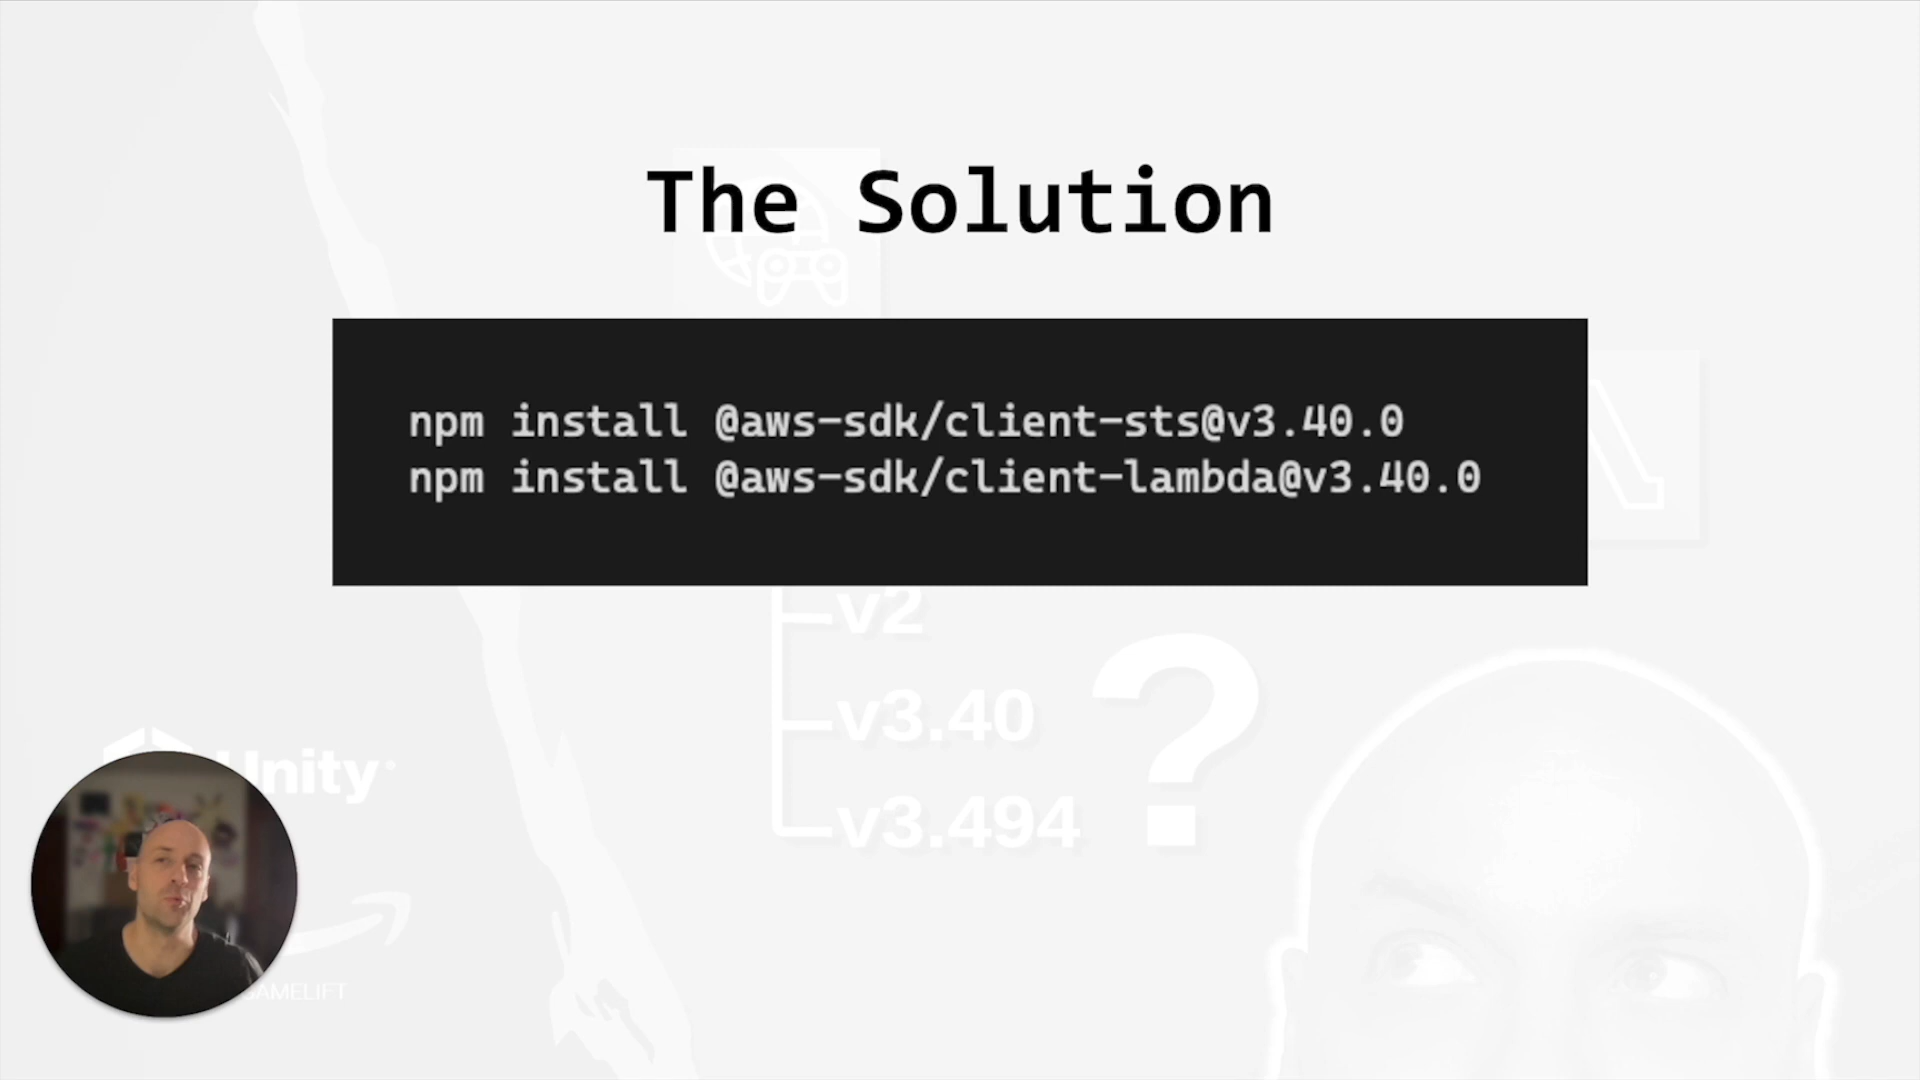 The Solution
npm install @aws-sdk/client-sts@v3.40.0
npm install @aws-sdk/client-lambda@v3.40.0
v2
v3.40
?
v3.494
Unity
GAMELIFT